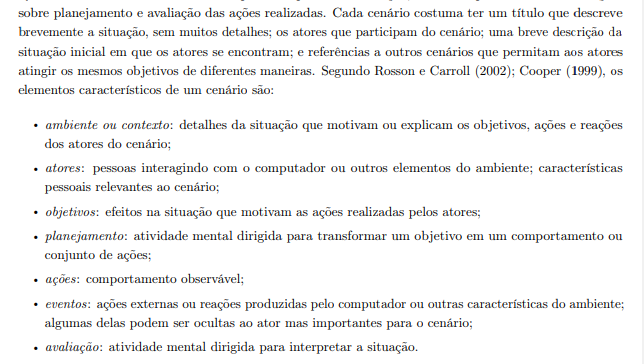 sobre planejamento e avaliação das ações realizadas. Cada cenário costuma ter um título que descreve
brevemente a situação, sem muitos detalhes; os atores que participam do cenário; uma breve descrição da
situação inicial em que os atores se encontram; e referências a outros cenários que permitam aos atores
atingir os mesmos objetivos de diferentes maneiras. Segundo Rosson e Carroll (2002); Cooper (1999), os
elementos característicos de um cenário são:
• ambiente ou contexto: detalhes da situação que motivam ou explicam os objetivos, ações e reações
dos atores do cenário;
• atores: pessoas interagindo com o computador ou outros elementos do ambiente; características
pessoais relevantes ao cenário;
• objetivos: efeitos na situação que motivam as ações realizadas pelos atores;
• planejamento: atividade mental dirigida para transformar um objetivo em um comportamento ou
conjunto de ações;
• ações: comportamento observável;
• eventos: ações externas ou reações produzidas pelo computador ou outras características do ambiente;
algumas delas podem ser ocultas ao ator mas importantes para o cenário;
• avaliação: atividade mental dirigida para interpretar a situação.